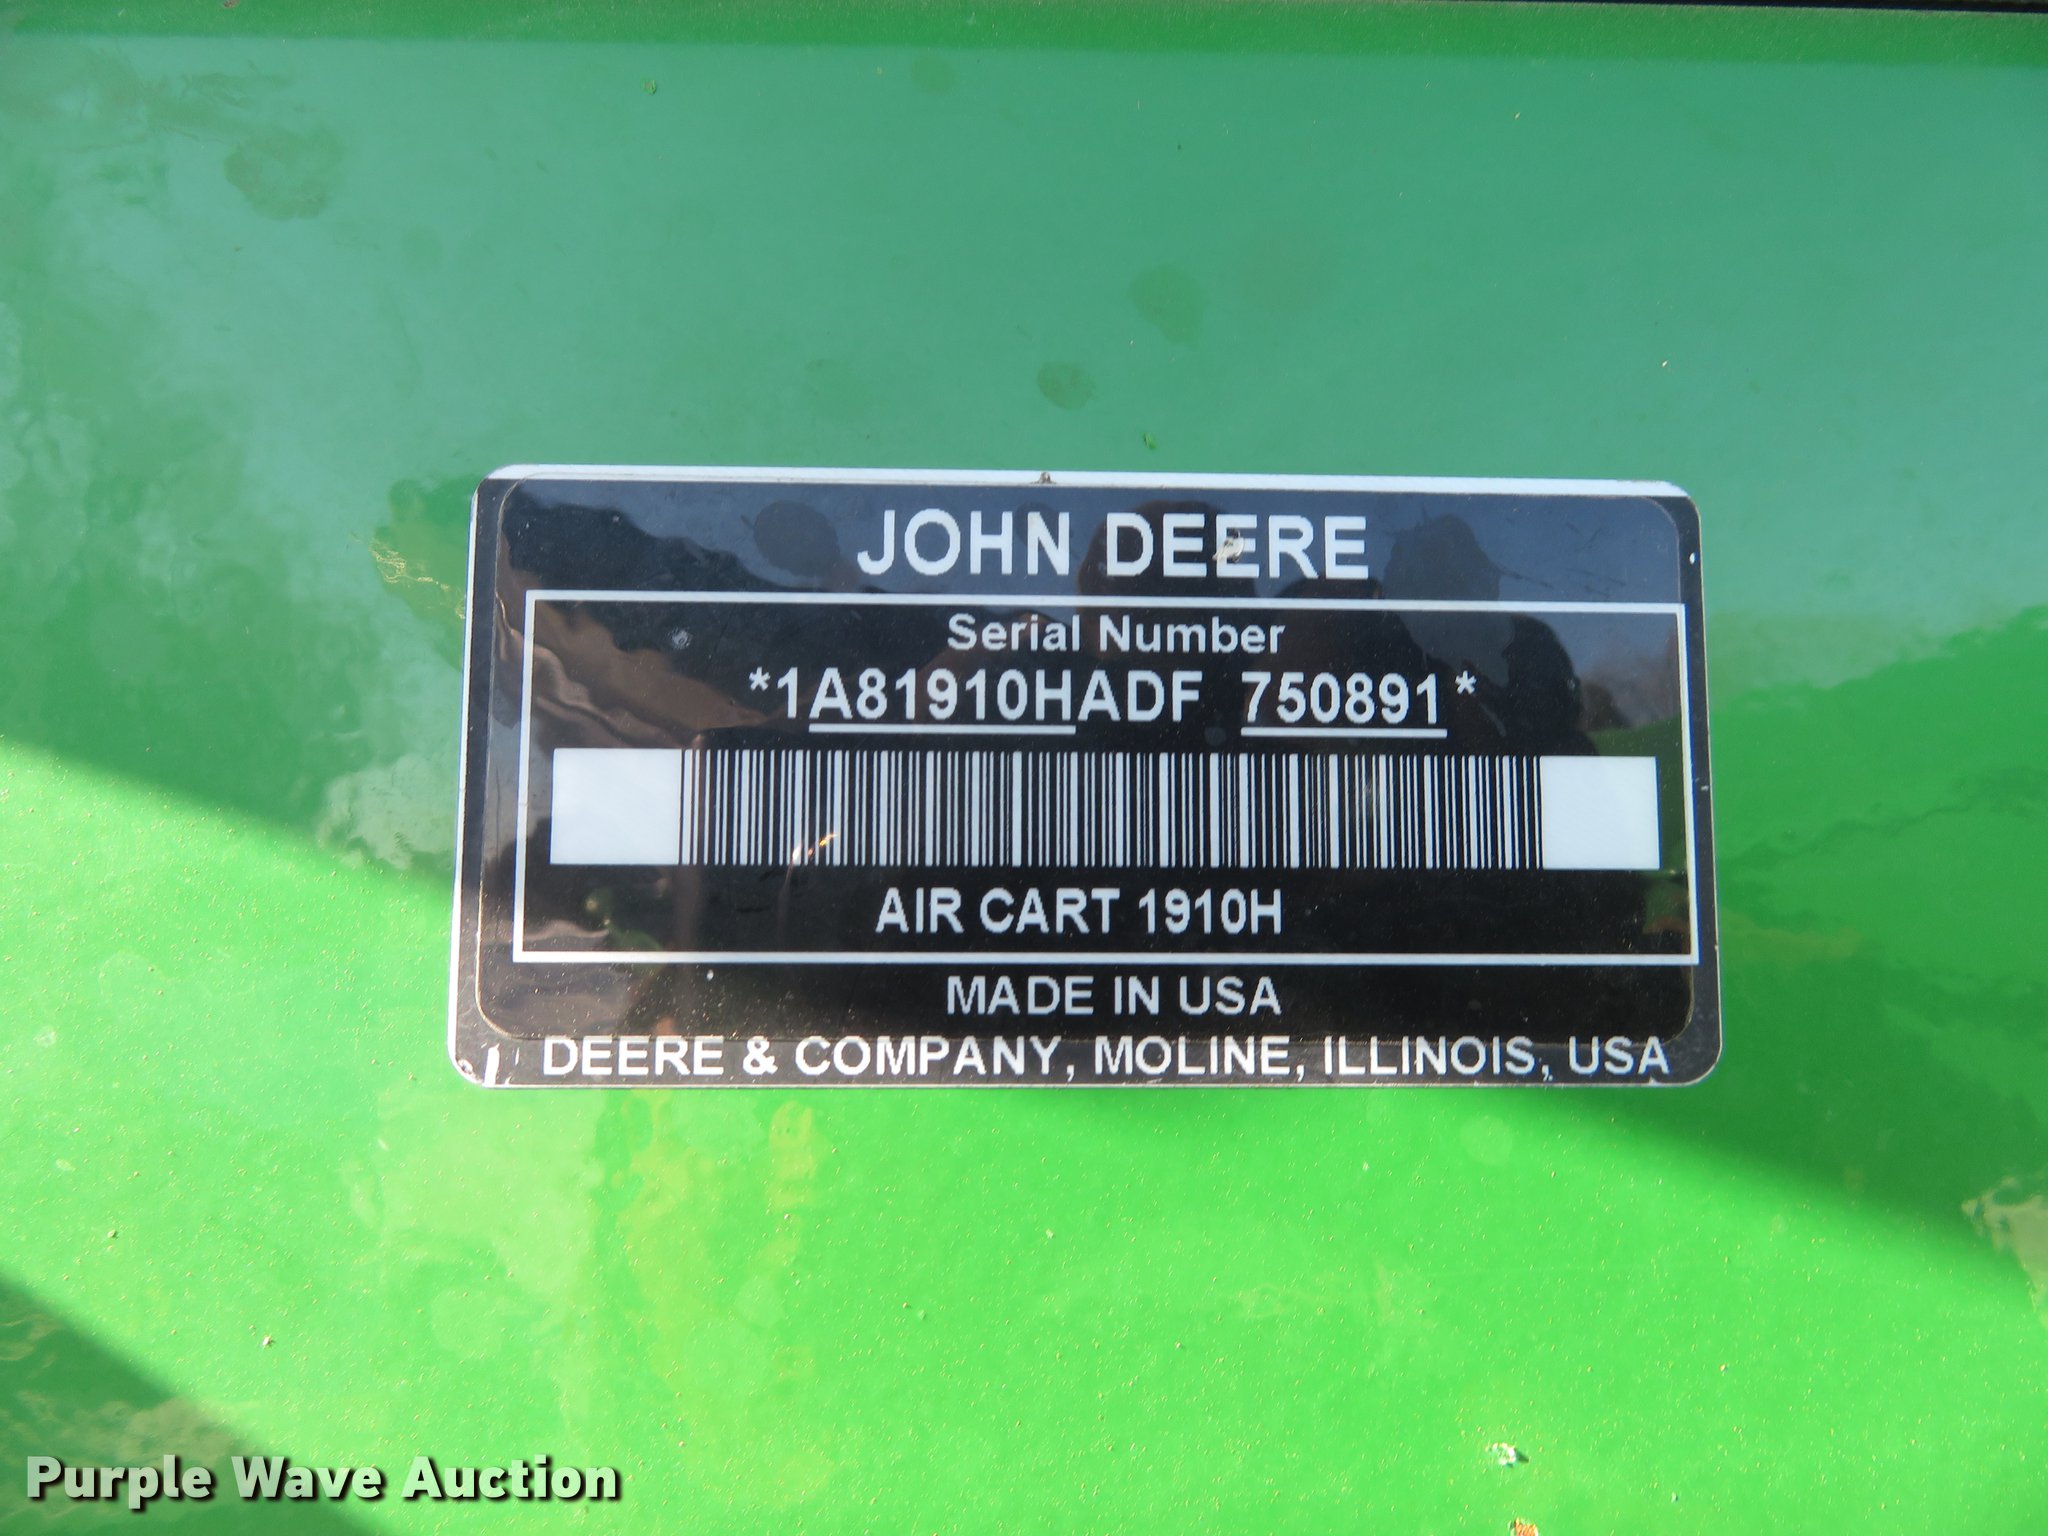 JOHN DEERE
Serial Number
*1A81910HADF 750891*
AIR CART 1910H
MADE IN USA
DEERE & COMPANY, MOLINE, ILLINOIS, USA
Purple Wave Auction